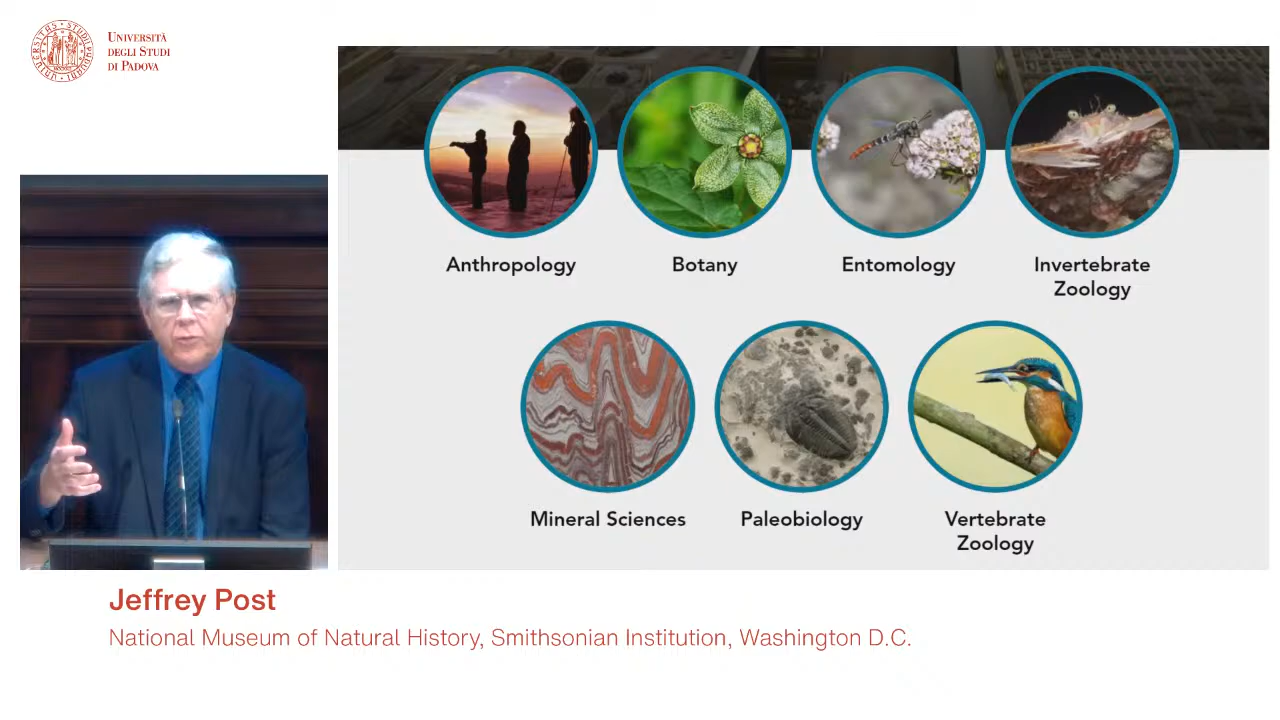 UNIVERSITÀ
DEGLI STUDI
DI PADOVA
Anthropology
Botany
Entomology
Invertebrate
Zoology
Mineral Sciences
Paleobiology
Vertebrate
Zoology
Jeffrey Post
National Museum of Natural History, Smithsonian Institution, Washington D.C.